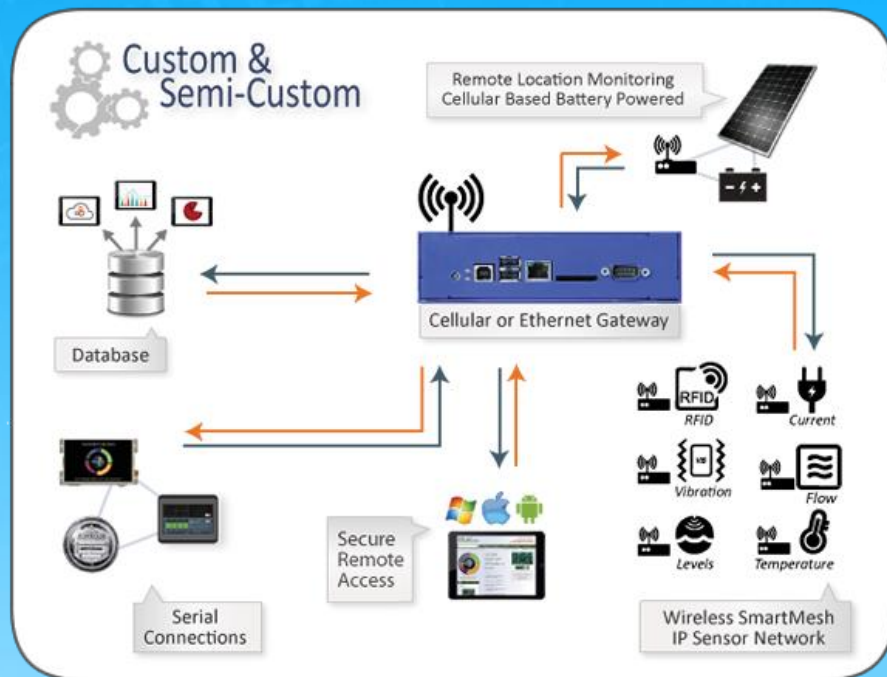 Custom &
Semi-Custom
Remote Location Monitoring
Cellular Based Battery Powered
Cellular or Ethernet Gateway
Database
RFID
RFID
Current
Vibration
Flow
Levels
Temperature
Secure
Remote
Access
Serial
Connections
Wireless SmartMesh
IP Sensor Network